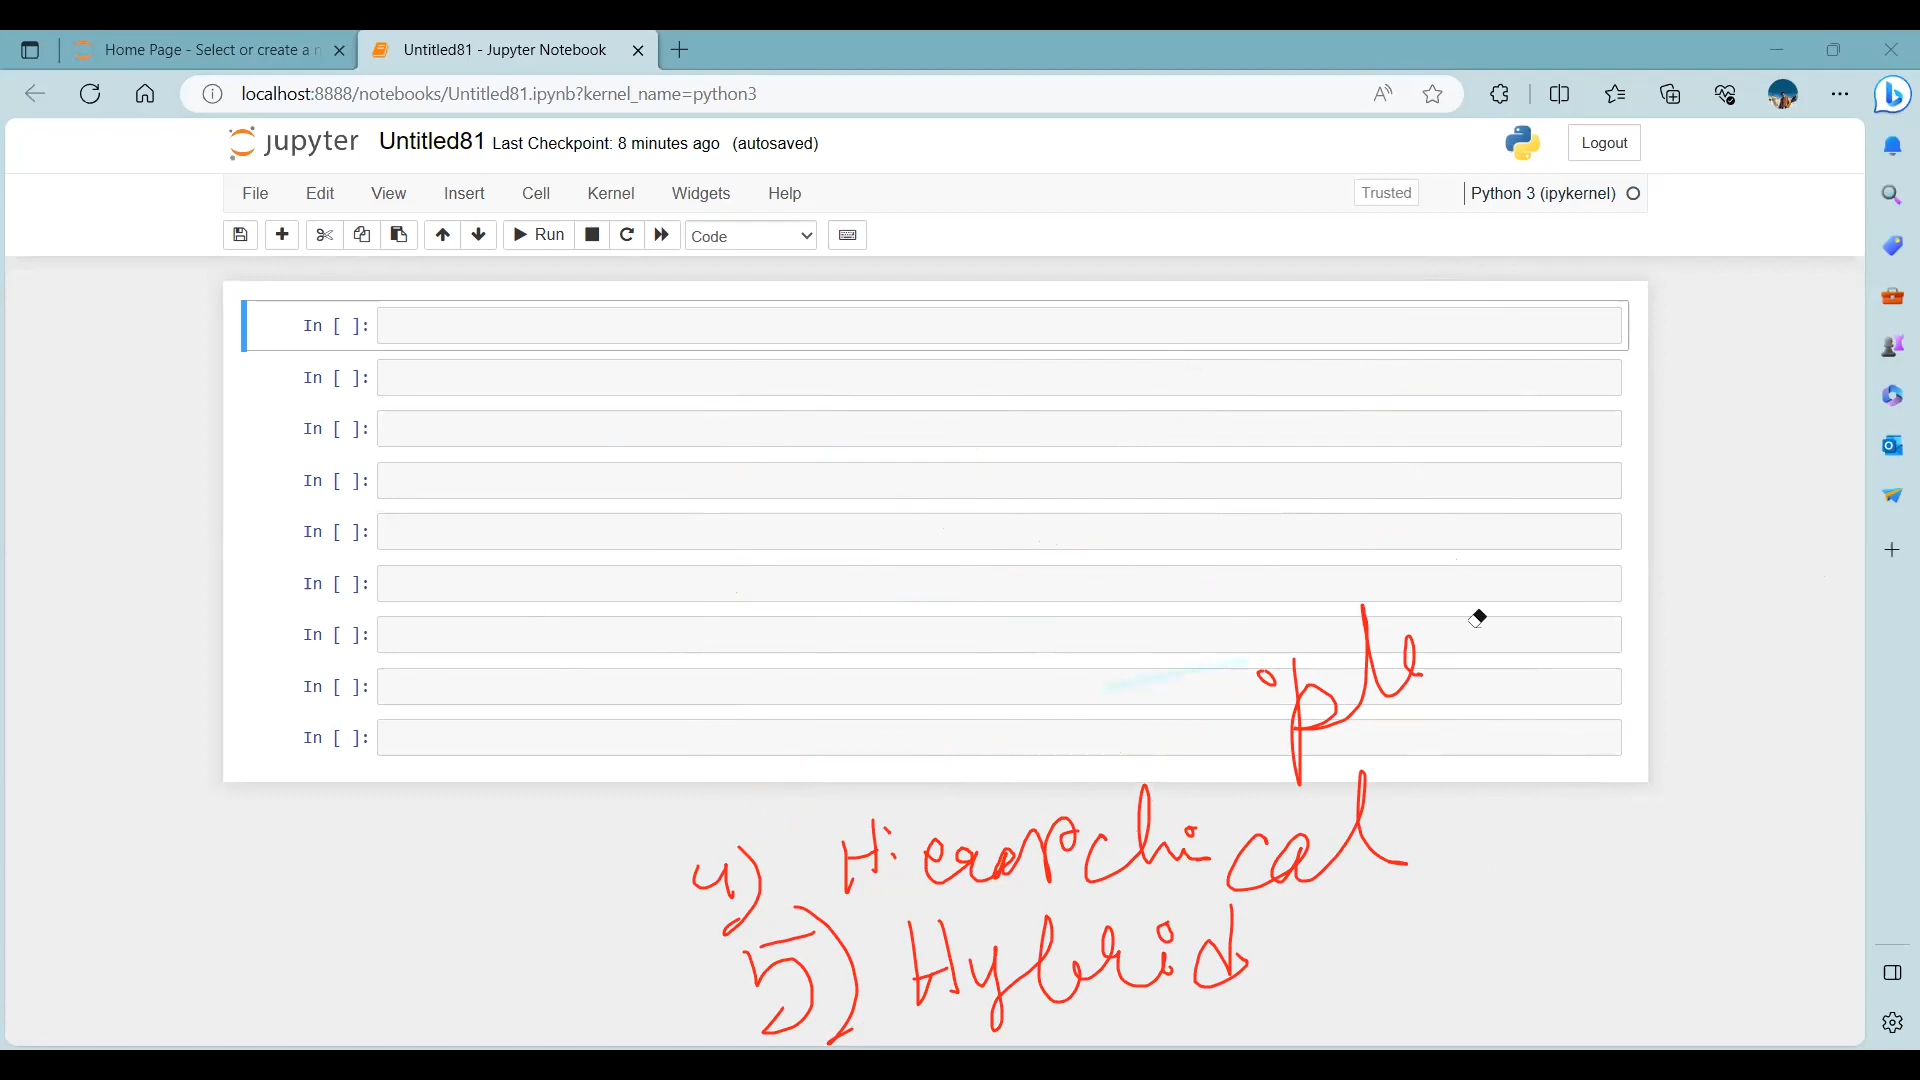 Home Page - Select or create a n
Untitled81 - Jupyter Notebook
localhost:8888/notebooks/Untitled81.ipynb?kernel_name=python3
jupyter Untitled81 Last Checkpoint: 8 minutes ago (autosaved)
Logout
File Edit View Insert Cell Kernel Widgets Help
Trusted
Python 3 (ipykernel)
Run
Code
In [ ]:
In [ ]:
In [ ]:
In [ ]:
In [ ]:
In [ ]:
In [ ]:
In [ ]:
In [ ]:
ple
4) Hierarchical
5) Hybrid